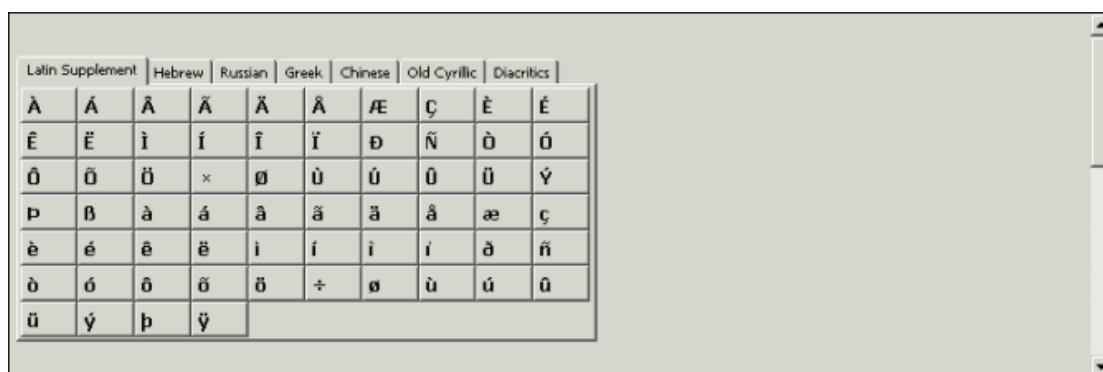 Latin Supplement Hebrew Russian Greek Chinese Old Cyrillic Diacritics
À Á Â Ã Ä Å Æ Ç È É
Ê Ë Ì Í Î Ï Ð Ñ Ò Ó
Ô Õ Ö × Ø Ù Ú Û Ü Ý
Þ ß à á â ã ä å æ ç
è é ê ë ì í î ï ð ñ
ò ó ô õ ö ÷ ø ù ú û
ü ý þ ÿ